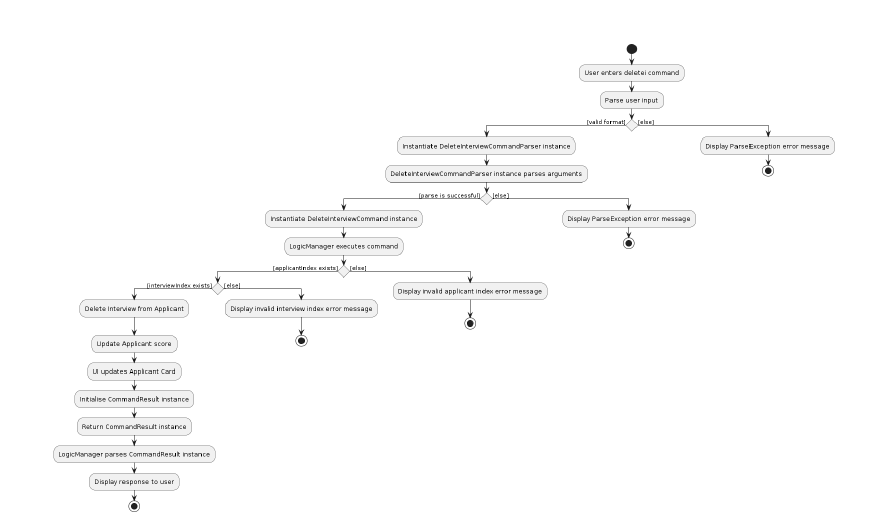 User enters deletei command
Parse user input
[valid format] [else]
Instantiate DeleteInterviewCommandParser instance
Display ParseException error message
DeleteInterviewCommandParser instance parses arguments
[parse is successful] [else]
Instantiate DeleteInterviewCommand instance
Display ParseException error message
LogicManager executes command
[applicantIndex exists] [else]
[interviewIndex exists] [else]
Display invalid applicant index error message
Delete Interview from Applicant
Display invalid interview index error message
Update Applicant score
UI updates Applicant Card
Initialise CommandResult instance
Return CommandResult instance
LogicManager parses CommandResult instance
Display response to user